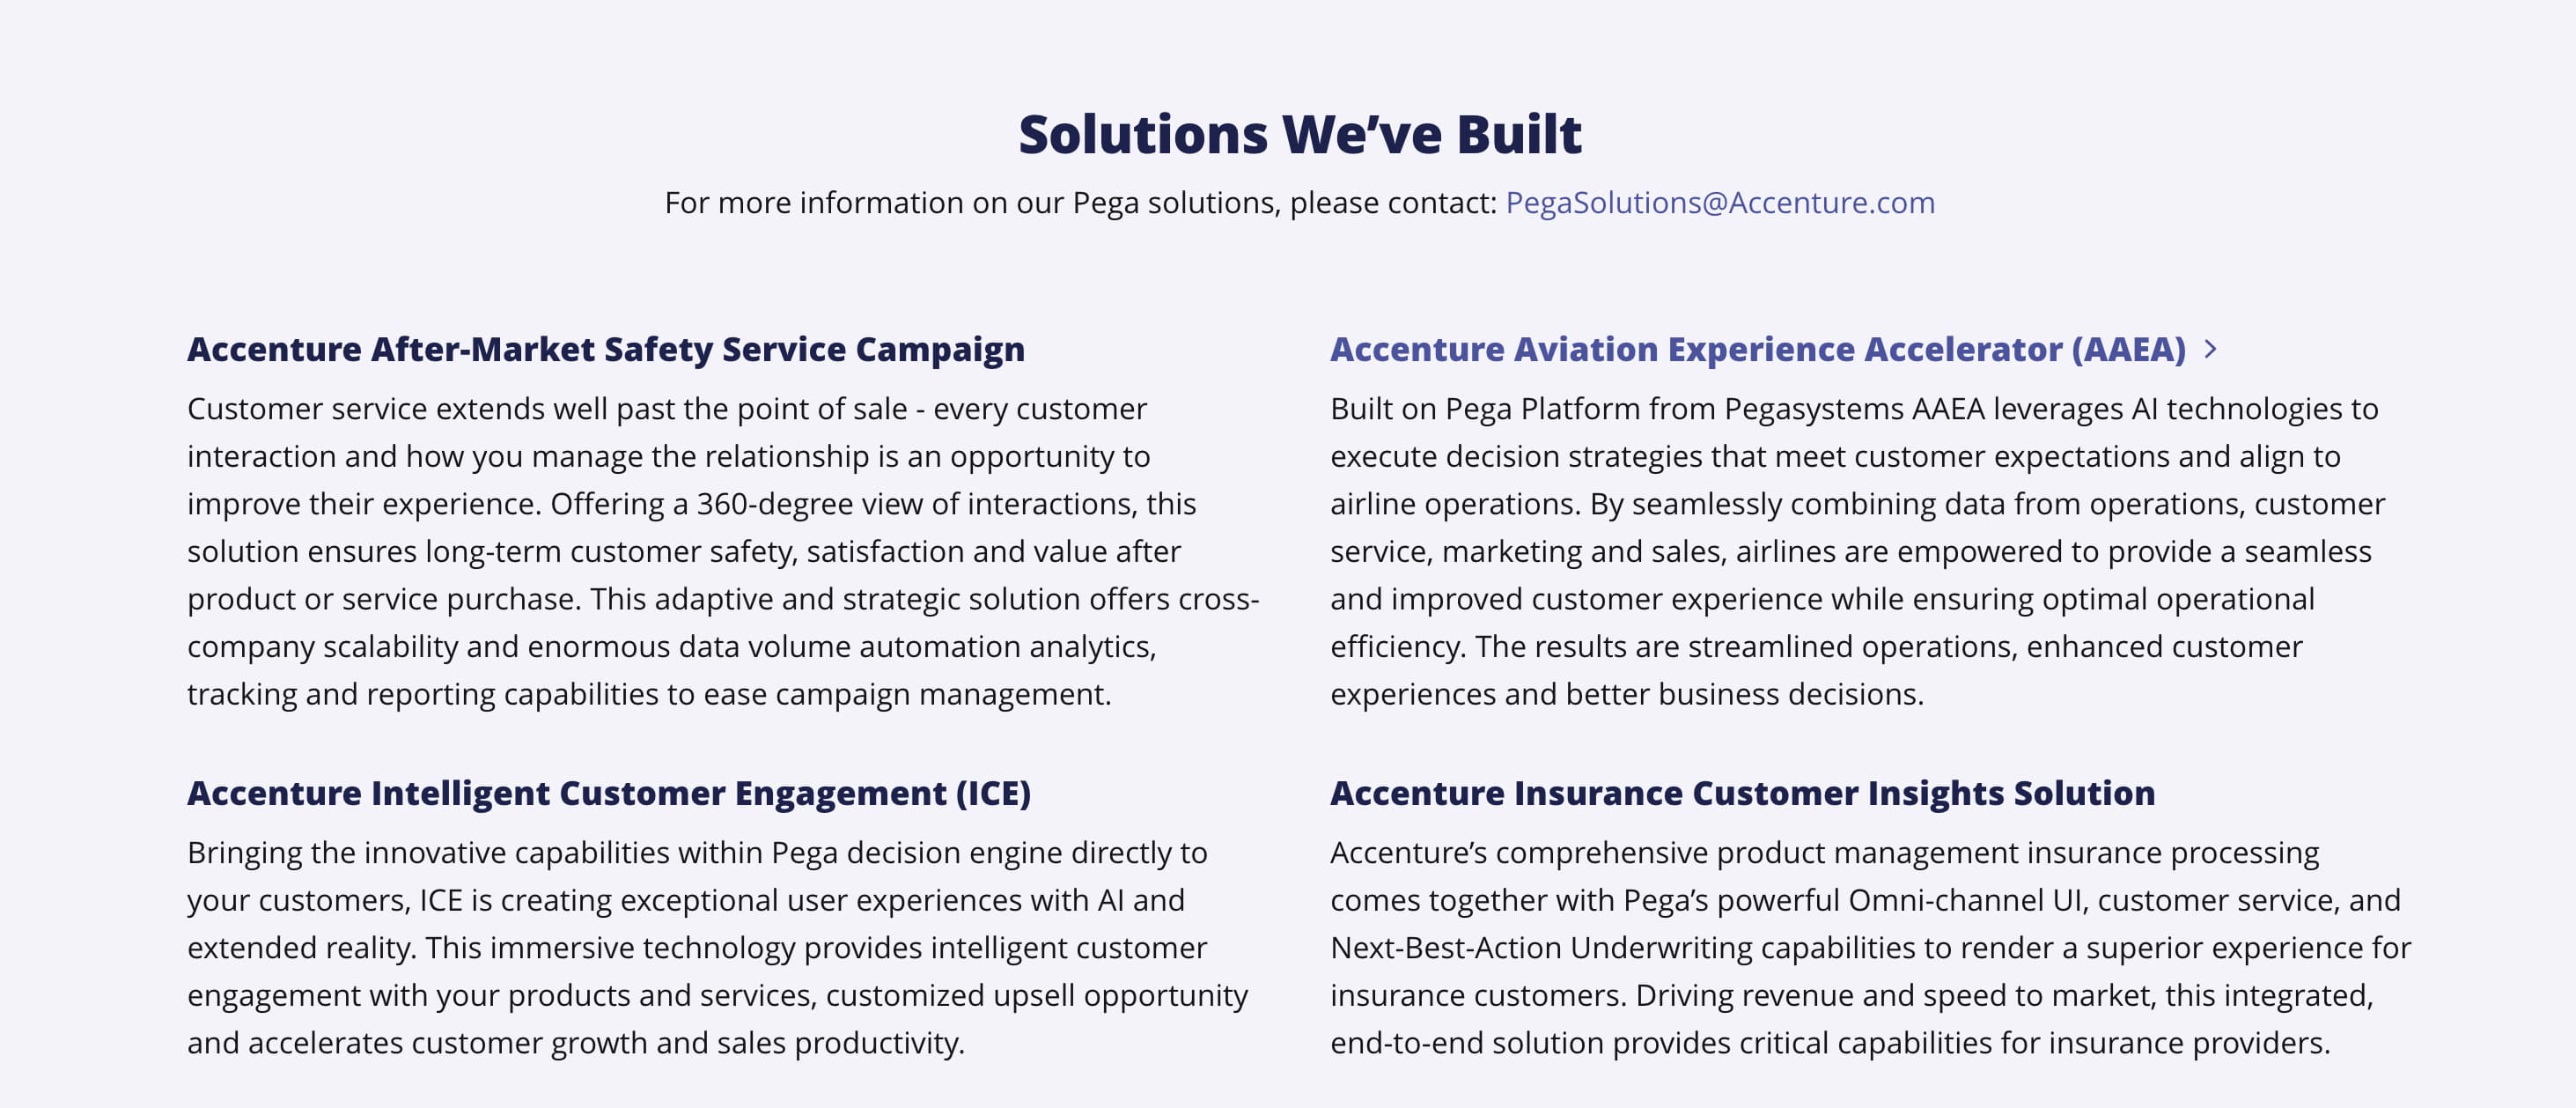 Solutions We’ve Built
For more information on our Pega solutions, please contact: PegaSolutions@Accenture.com
Accenture After-Market Safety Service Campaign
Customer service extends well past the point of sale - every customer
interaction and how you manage the relationship is an opportunity to
improve their experience. Offering a 360-degree view of interactions, this
solution ensures long-term customer safety, satisfaction and value after
product or service purchase. This adaptive and strategic solution offers cross-
company scalability and enormous data volume automation analytics,
tracking and reporting capabilities to ease campaign management.
Accenture Aviation Experience Accelerator (AAEA) >
Built on Pega Platform from Pegasystems AAEA leverages AI technologies to
execute decision strategies that meet customer expectations and align to
airline operations. By seamlessly combining data from operations, customer
service, marketing and sales, airlines are empowered to provide a seamless
and improved customer experience while ensuring optimal operational
efficiency. The results are streamlined operations, enhanced customer
experiences and better business decisions.
Accenture Intelligent Customer Engagement (ICE)
Bringing the innovative capabilities within Pega decision engine directly to
your customers, ICE is creating exceptional user experiences with AI and
extended reality. This immersive technology provides intelligent customer
engagement with your products and services, customized upsell opportunity
and accelerates customer growth and sales productivity.
Accenture Insurance Customer Insights Solution
Accenture’s comprehensive product management insurance processing
comes together with Pega’s powerful Omni-channel UI, customer service, and
Next-Best-Action Underwriting capabilities to render a superior experience for
insurance customers. Driving revenue and speed to market, this integrated,
end-to-end solution provides critical capabilities for insurance providers.